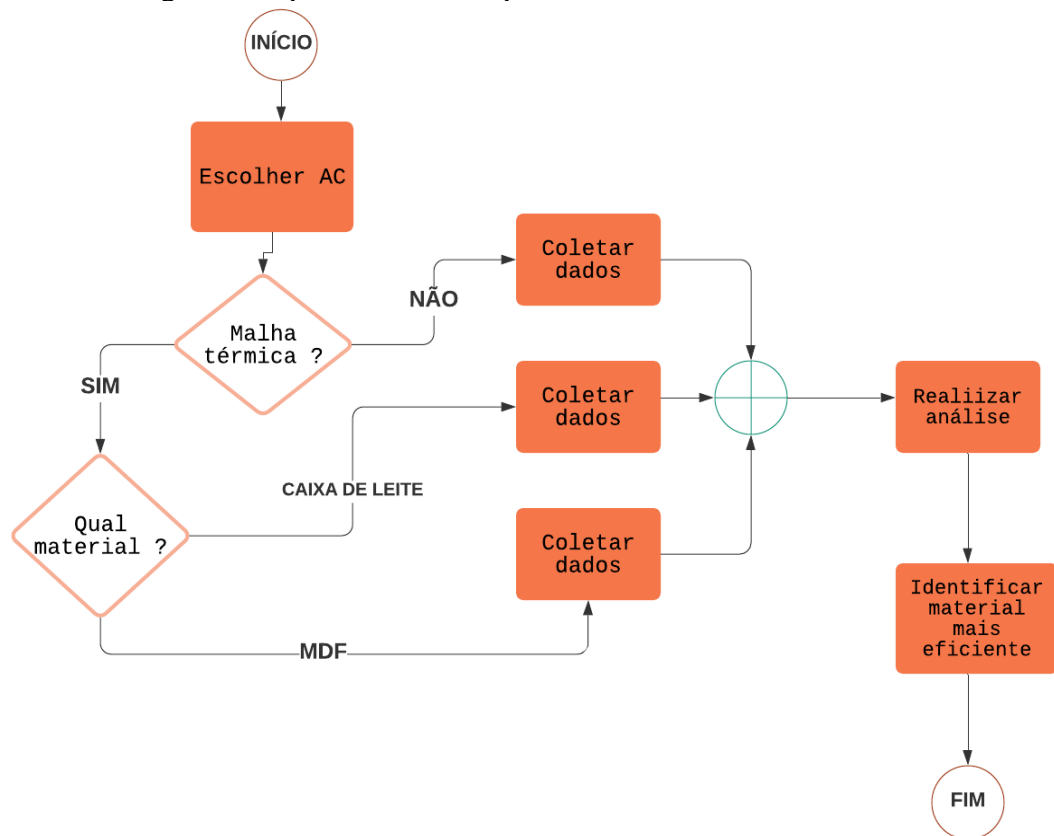 INÍCIO
Escolher AC
Malha
térmica ?
NÃO
SIM
Coletar
dados
Coletar
dados
Realiizar
análise
CAIXA DE LEITE
Qual
material ?
Coletar
dados
MDF
Identificar
material
mais
eficiente
FIM